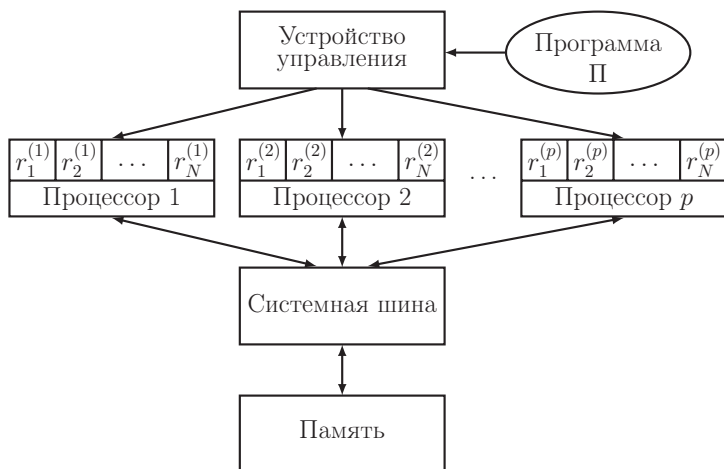 Устройство
управления
Программа
П
r_1^{(1)} r_2^{(1)} ... r_N^{(1)}
r_1^{(2)} r_2^{(2)} ... r_N^{(2)}
...
r_1^{(p)} r_2^{(p)} ... r_N^{(p)}
Процессор 1
Процессор 2
Процессор p
Системная шина
Память